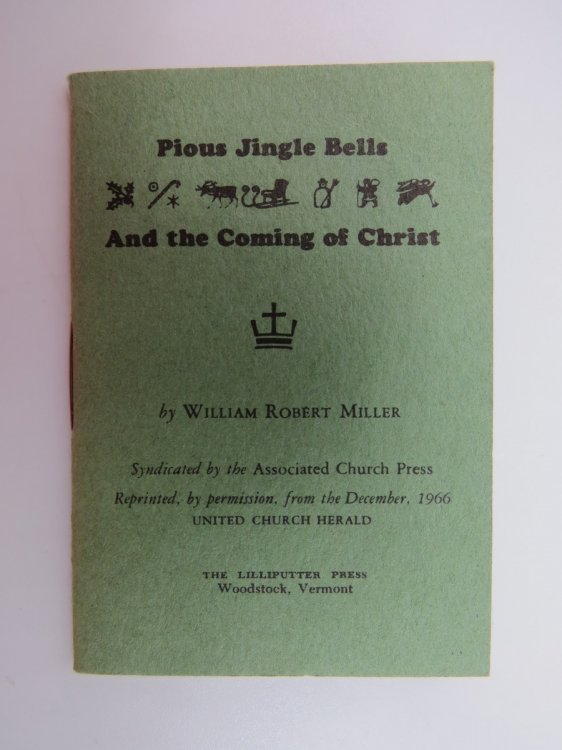 Pious Jingle Bells
And the Coming of Christ
by WILLIAM ROBERT MILLER
Syndicated by the Associated Church Press
Reprinted, by permission, from the December, 1966
UNITED CHURCH HERALD
THE LILLIPUTTER PRESS
Woodstock, Vermont